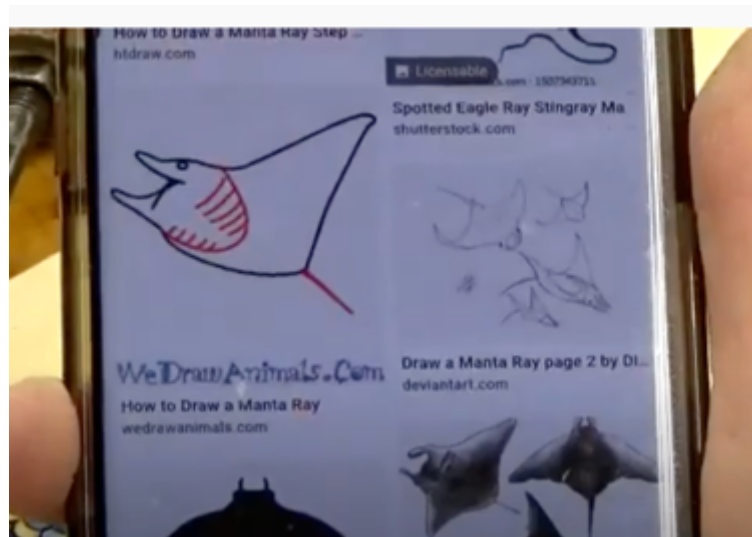 How to Draw a Manta Ray Step ...
htdraw.com
WeDrawAnimals.Com
How to Draw a Manta Ray
wedrawanimals.com
Licensable
Spotted Eagle Ray Stingray Ma
shutterstock.com
Draw a Manta Ray page 2 by DI...
deviantart.com